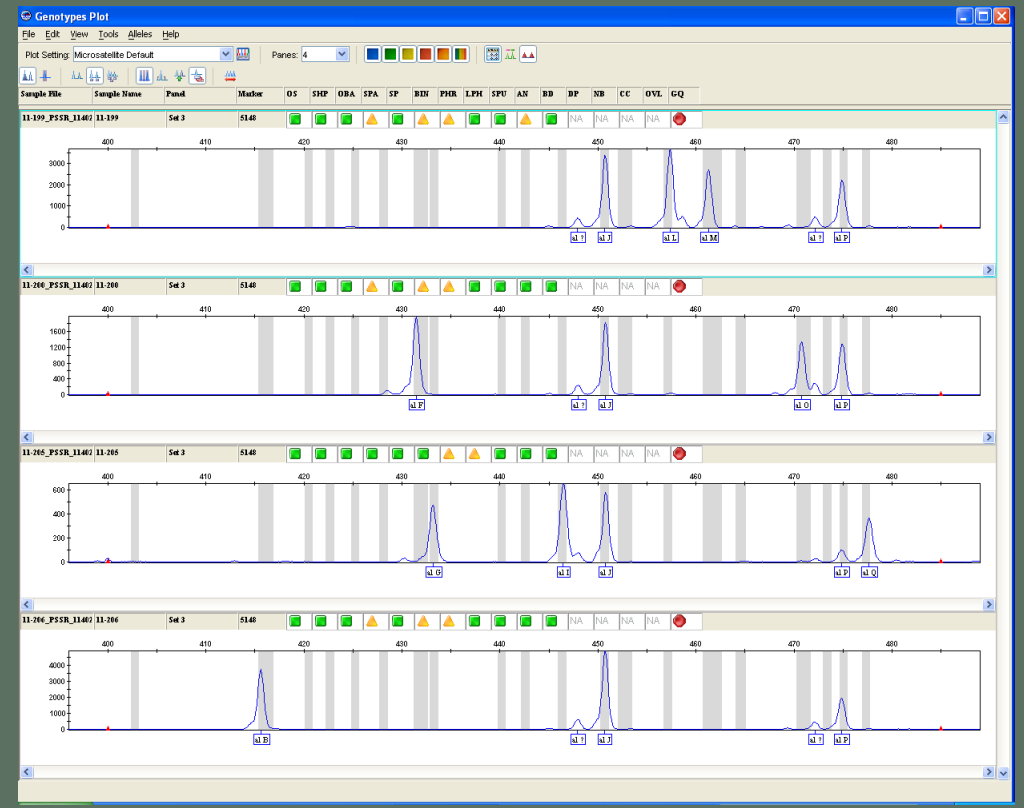 Genotypes Plot
File Edit View Tools Alleles Help
Plot Setting: Microsatellite Default Panes: 4
Sample File Sample Name Panel Marker OS SHP OBA SPA SP BIN PHR LPH SPU AN BD DP NB CC OVL GQ
11-199_PSSR_11402 11-199 Set 3 5148 NA NA NA NA
400 410 420 430 440 450 460 470 480
3000
2000
1000
0
al ? al J al L al M al ? al P
11-200_PSSR_11402 11-200 Set 3 5148 NA NA NA NA
400 410 420 430 440 450 460 470 480
1600
1200
800
400
0
al F al ? al J al O al P
11-205_PSSR_11402 11-205 Set 3 5148 NA NA NA NA
400 410 420 430 440 450 460 470 480
600
400
200
0
al G al I al J al P al Q
11-206_PSSR_11402 11-206 Set 3 5148 NA NA NA NA
400 410 420 430 440 450 460 470 480
4000
3000
2000
1000
0
al B al ? al J al ? al P